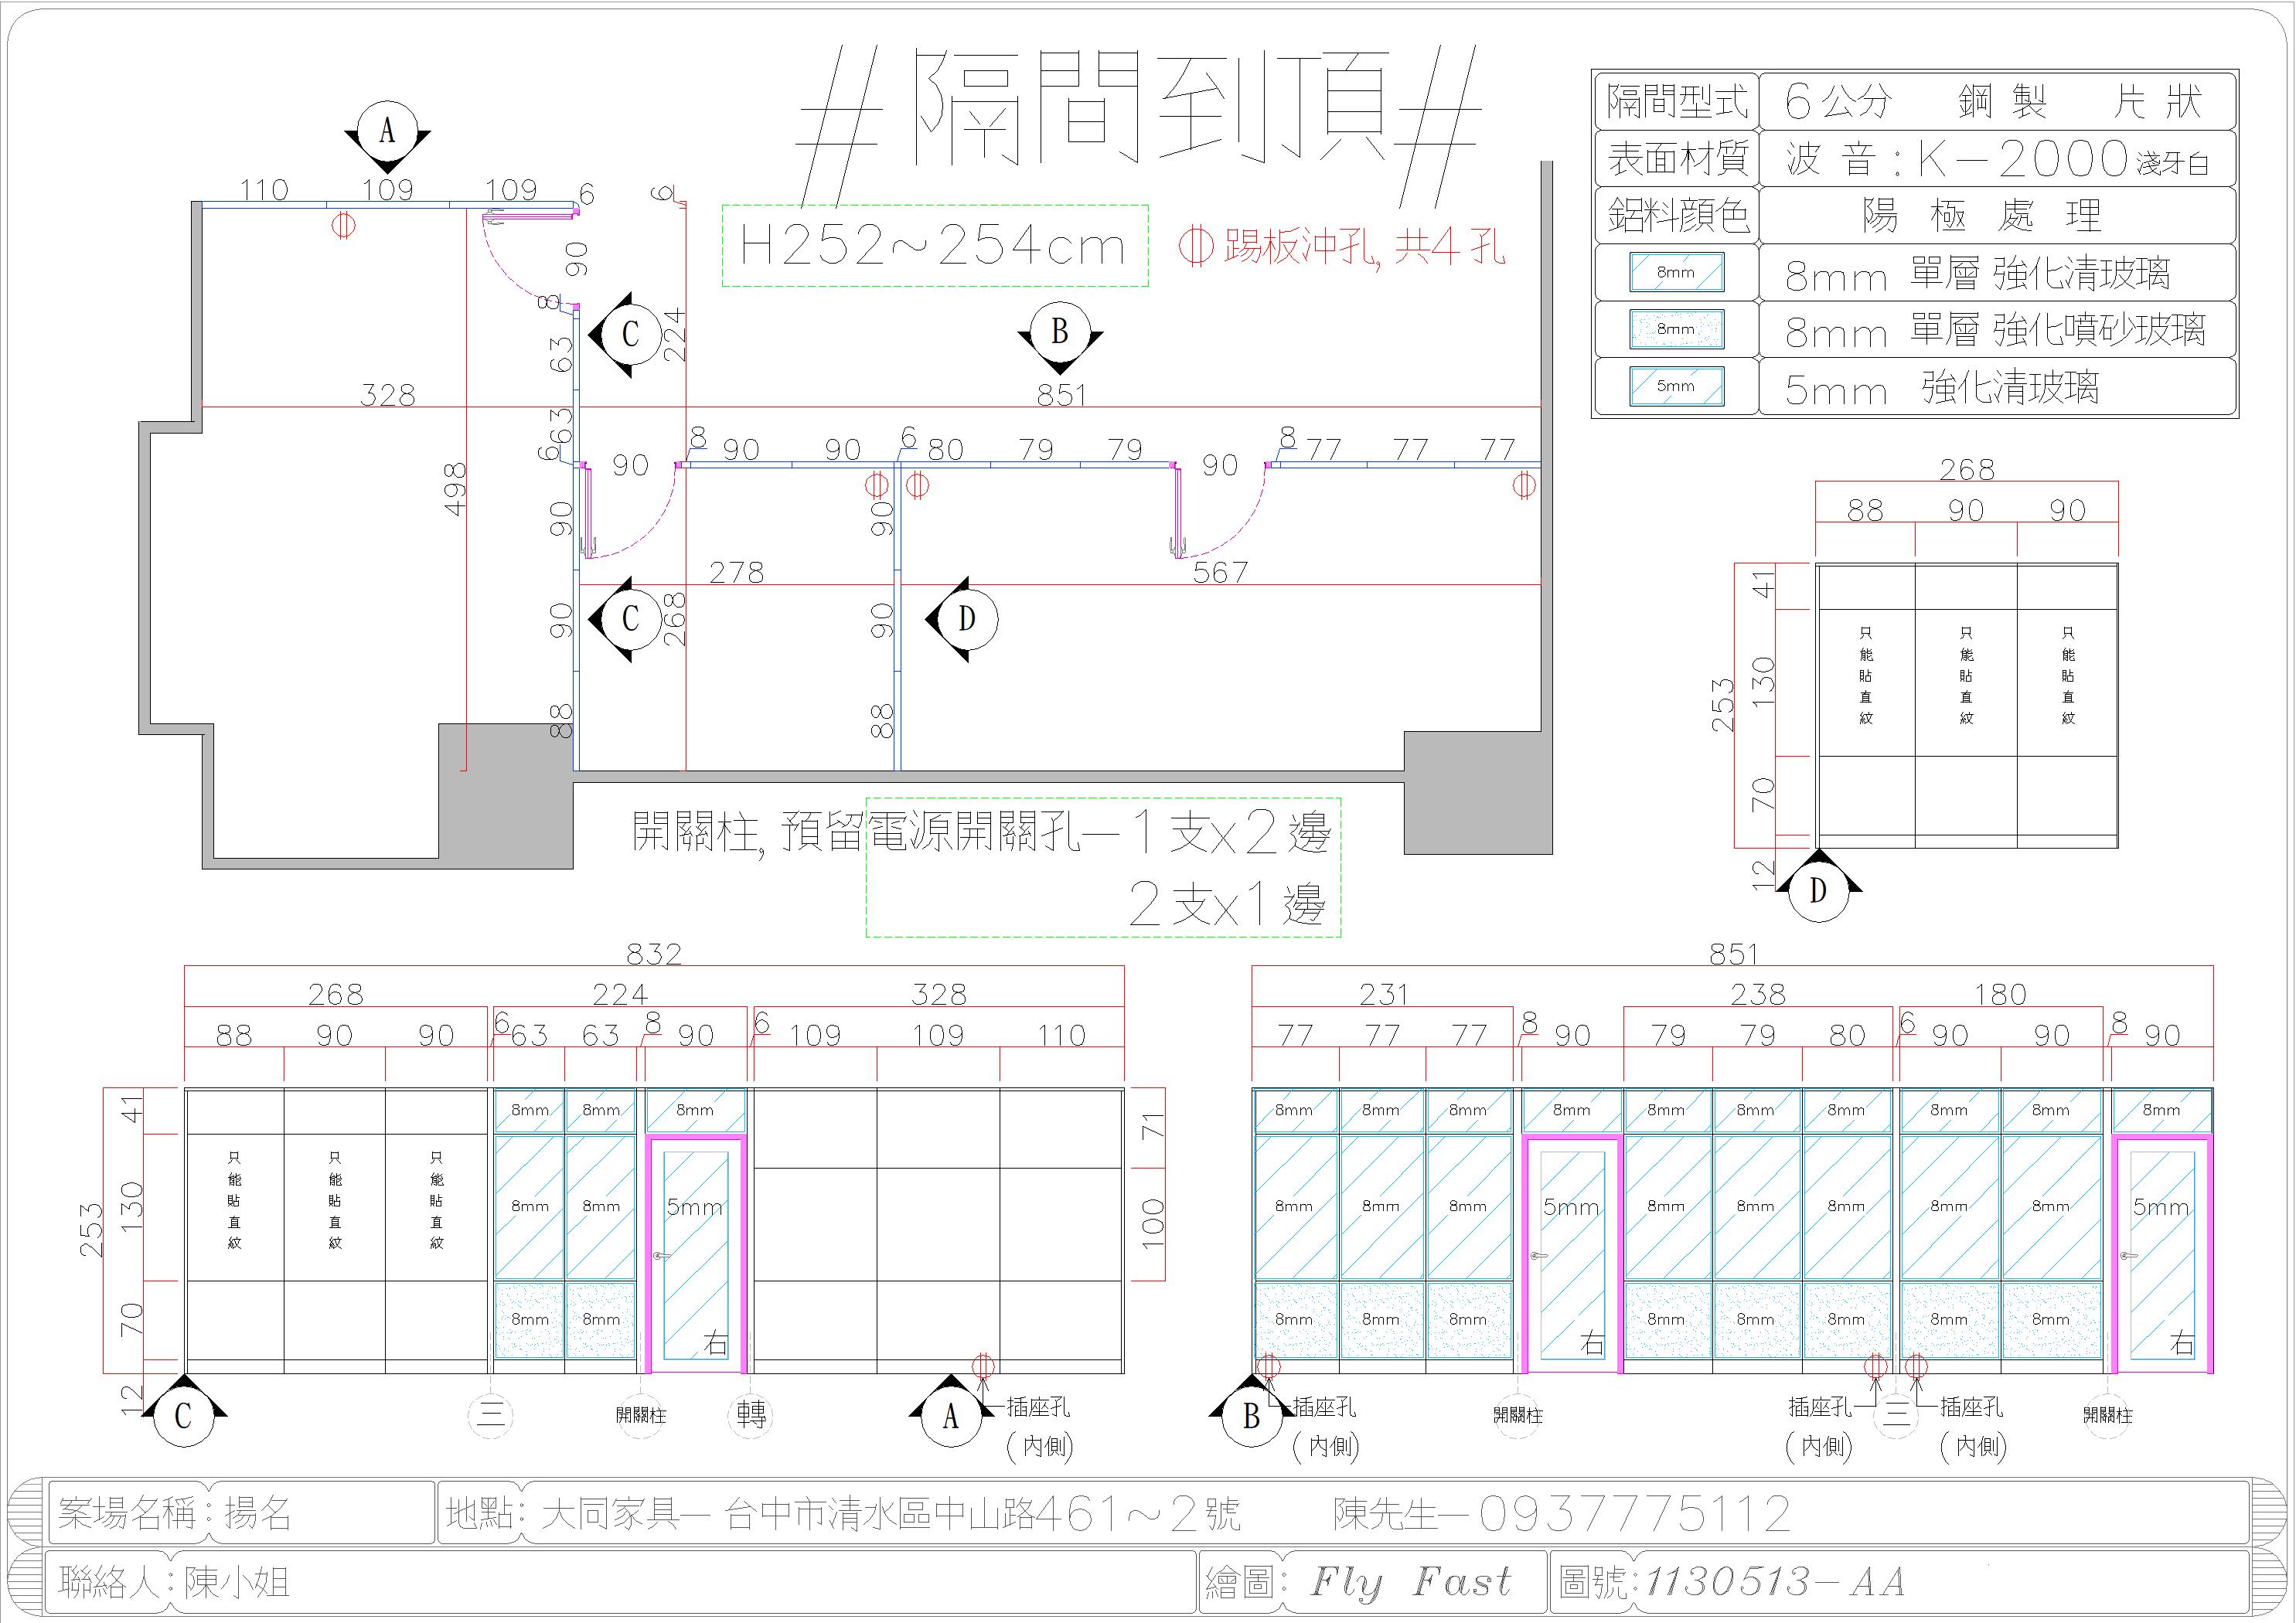 #隔間到頂#
隔間型式 6公分 鋼製 片狀
表面材質 波音:K-2000淺牙白
鋁料顏色 陽極處理
8mm 8mm 單層 強化清玻璃
8mm 8mm 單層 強化噴砂玻璃
5mm 5mm 強化清玻璃
H252~254cm
踢板沖孔, 共4孔
A
110 109 109 6
6
90
8
C
224
B
63
328 851
63
6
90
8 90 90 6 80 79 79
90
8 77 77 77
498
90
90
278 567
90
C
268
90
D
88
88
開關柱, 預留電源開關孔-1支x2邊
2支x1邊
268
88 90 90
41
130
253
70
12
只能貼直紋
只能貼直紋
只能貼直紋
D
832
268 224 328
88 90 90 6 63 63 8 90 6 109 109 110
41
130
253
70
12
71
100
只能貼直紋
只能貼直紋
只能貼直紋
8mm 8mm 8mm
8mm 8mm 5mm
8mm 8mm 右
C 三 開關柱 轉 A
插座孔
(內側)
851
231 238 180
77 77 77 8 90 79 79 80 6 90 90 8 90
8mm 8mm 8mm 8mm 8mm 8mm 8mm 8mm 8mm 8mm
8mm 8mm 8mm 5mm 8mm 8mm 8mm 8mm 8mm 5mm
8mm 8mm 8mm 右 8mm 8mm 8mm 8mm 8mm 右
B 插座孔 開關柱 插座孔 三 插座孔 開關柱
(內側) (內側) (內側)
案場名稱:揚名 地點: 大同家具- 台中市清水區中山路461~2號 陳先生-0937775112
聯絡人:陳小姐 繪圖: Fly Fast 圖號:1130513-AA